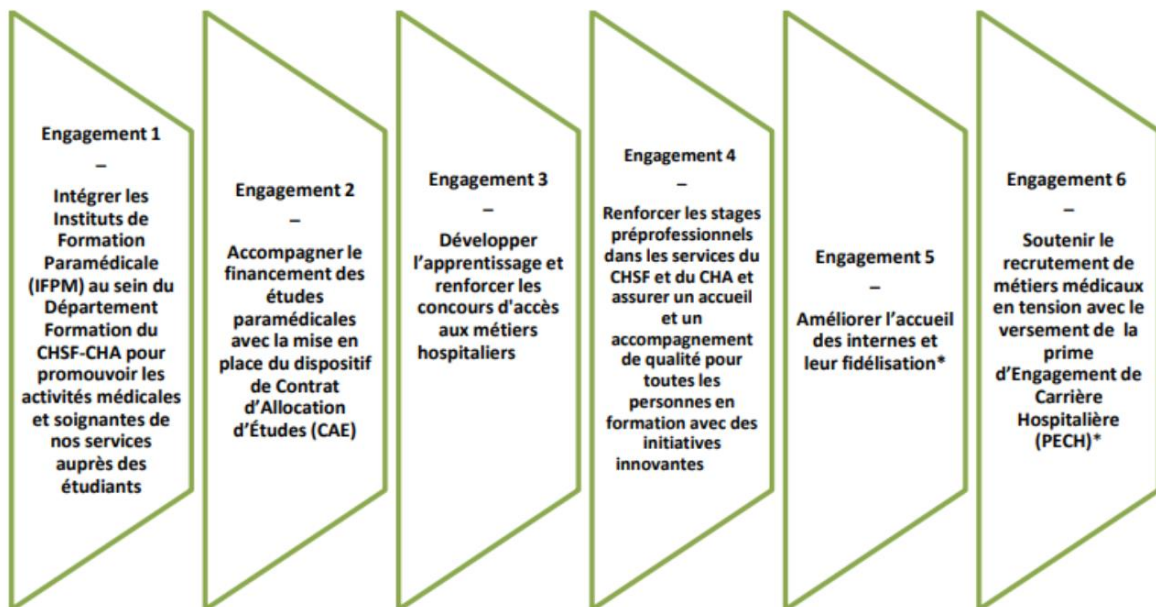 Engagement 1
–
Intégrer les
Instituts de
Formation
Paramédicale
(IFPM) au sein du
Département
Formation du
CHSF-CHA pour
promouvoir les
activités médicales
et soignantes de
nos services
auprès des
étudiants
Engagement 2
–
Accompagner le
financement des
études
paramédicales
avec la mise en
place du dispositif
de Contrat
d’Allocation
d’Études (CAE)
Engagement 3
–
Développer
l’apprentissage et
renforcer les
concours d'accès
aux métiers
hospitaliers
Engagement 4
–
Renforcer les stages
préprofessionnels
dans les services du
CHSF et du CHA et
assurer un accueil
et un
accompagnement
de qualité pour
toutes les
personnes en
formation avec des
initiatives
innovantes
Engagement 5
–
Améliorer l’accueil
des internes et
leur fidélisation*
Engagement 6
–
Soutenir le
recrutement de
métiers médicaux
en tension avec le
versement de la
prime
d’Engagement de
Carrière
Hospitalière
(PECH)*